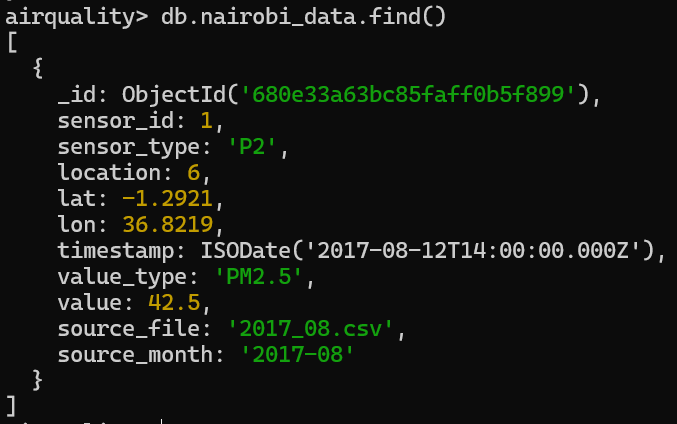 airquality> db.nairobi_data.find()
[
  {
    _id: ObjectId('680e33a63bc85faff0b5f899'),
    sensor_id: 1,
    sensor_type: 'P2',
    location: 6,
    lat: -1.2921,
    lon: 36.8219,
    timestamp: ISODate('2017-08-12T14:00:00.000Z'),
    value_type: 'PM2.5',
    value: 42.5,
    source_file: '2017_08.csv',
    source_month: '2017-08'
  }
]